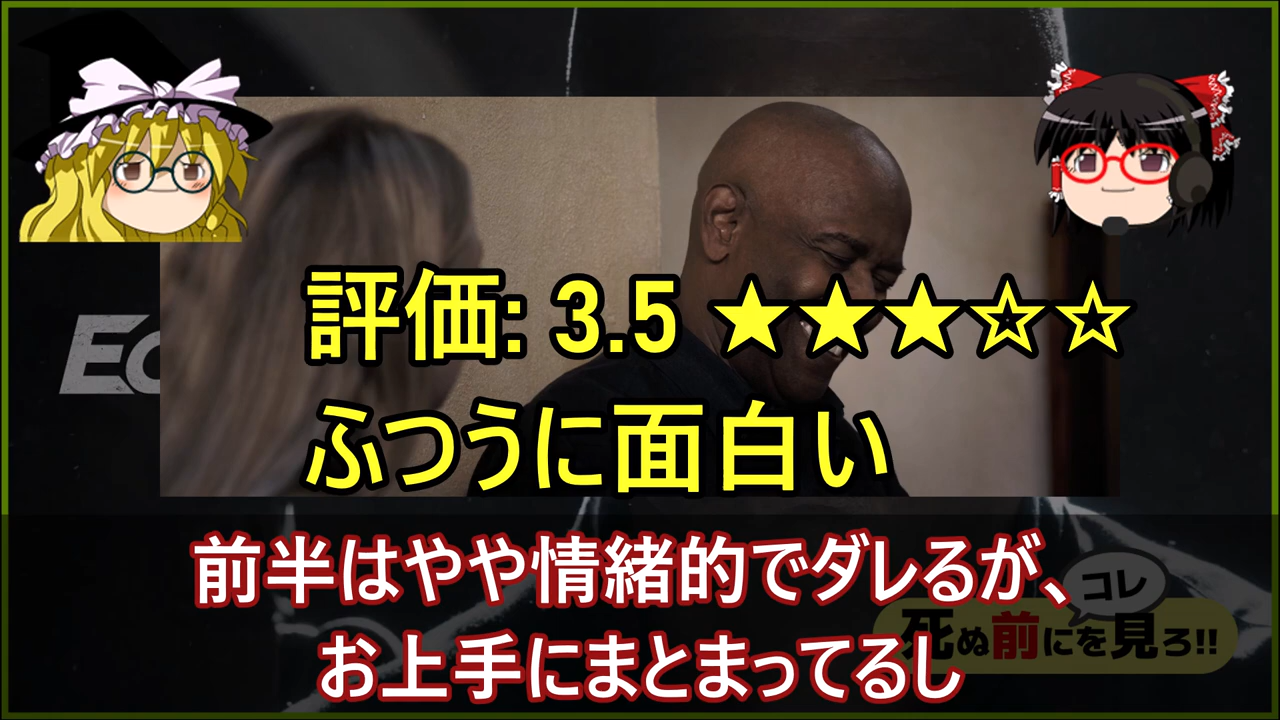 評価: 3.5 ★★★☆☆
ふつうに面白い
前半はやや情緒的でダレるが、
お上手にまとまってるし
コレ
死ぬ前にを見ろ!!